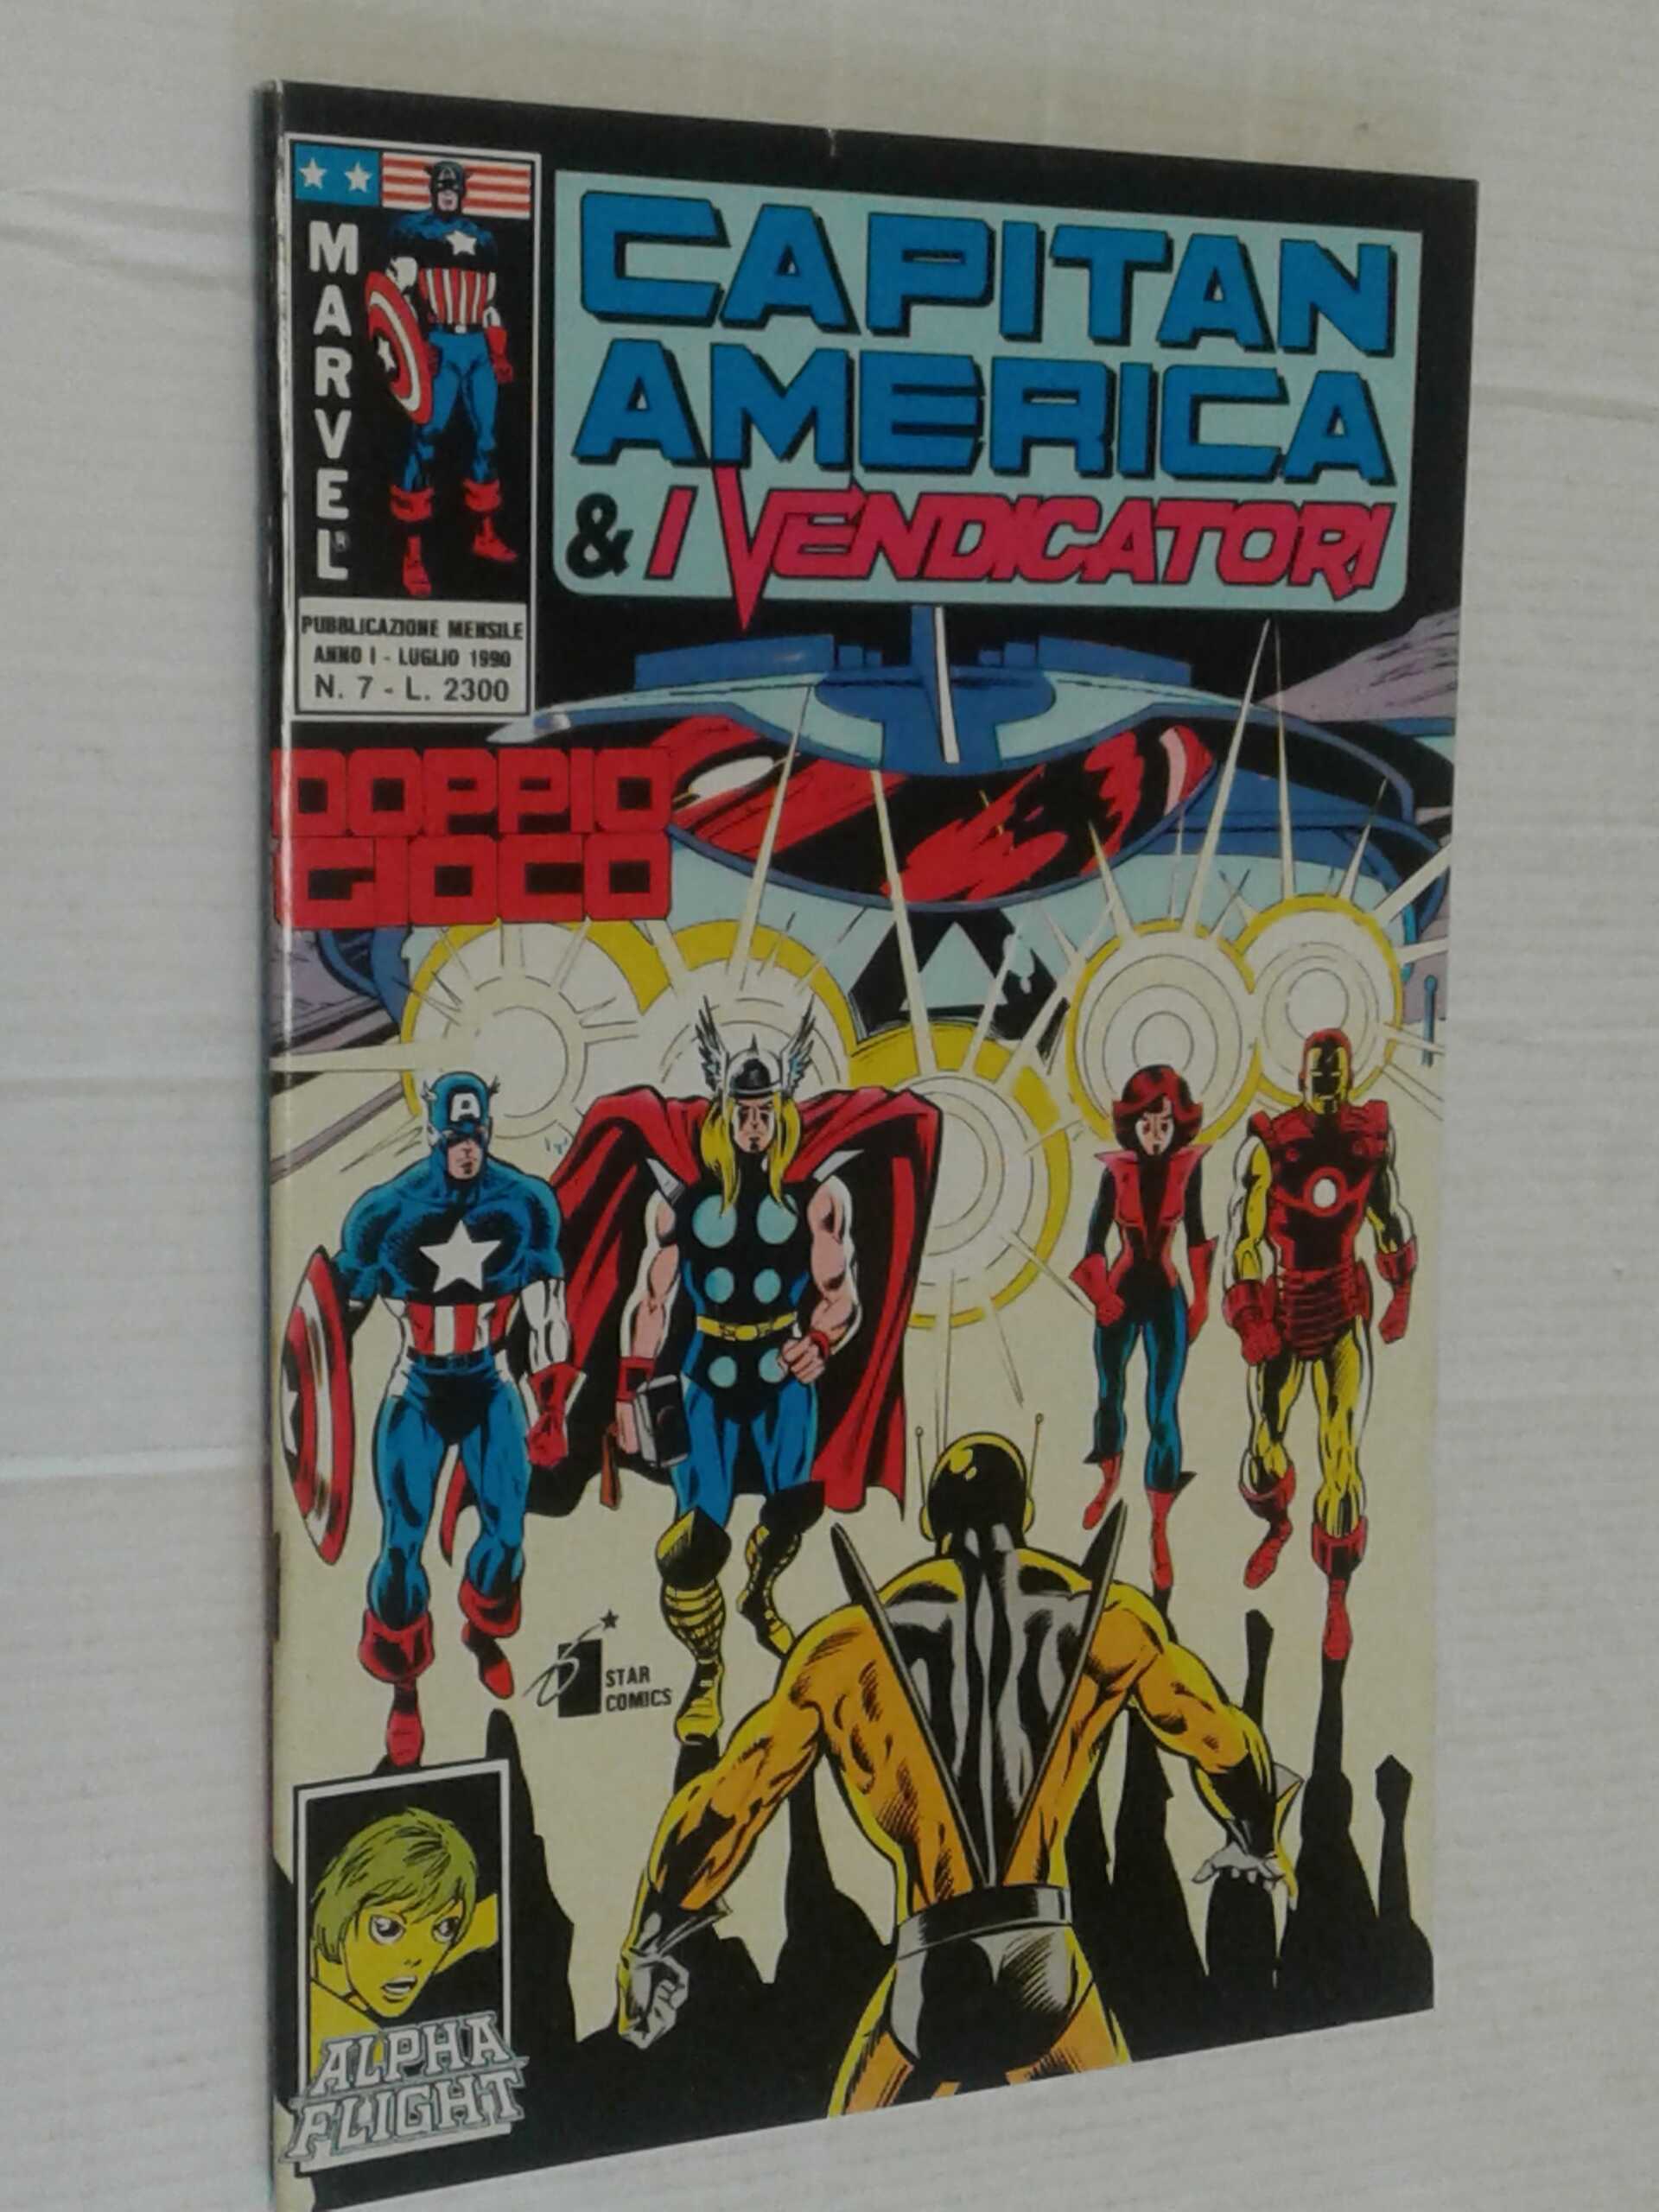 MARVEL
CAPITAN
AMERICA
& I VENDICATORI
PUBBLICAZIONE MENSILE
ANNO I - LUGLIO 1990
N. 7 - L. 2300
DOPPIO
GIOCO
A
STAR
COMICS
ALPHA
FLIGHT